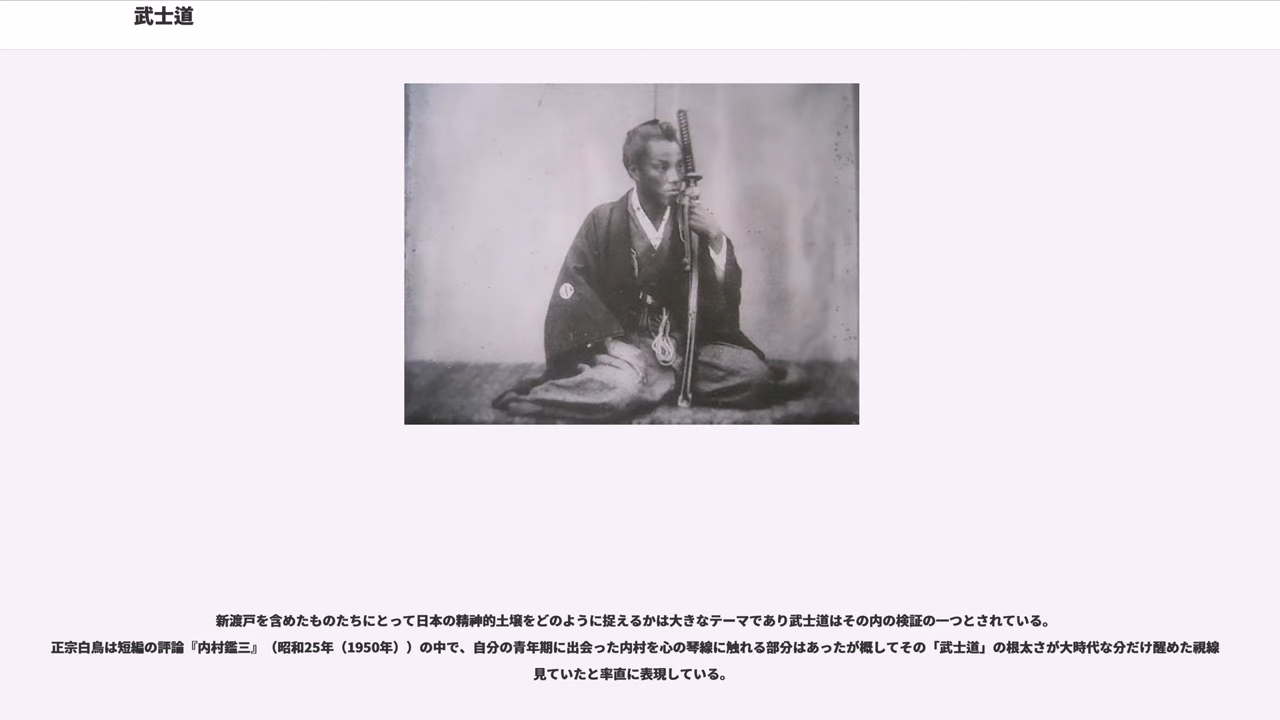 武士道
新渡戸を含めたものたちにとって日本の精神的土壌をどのように捉えるかは大きなテーマであり武士道はその内の検証の一つとされている。
正宗白鳥は短編の評論『内村鑑三』（昭和25年（1950年））の中で、自分の青年期に出会った内村を心の琴線に触れる部分はあったが概してその「武士道」の根太さが大時代な分だけ醒めた視線
見ていたと率直に表現している。